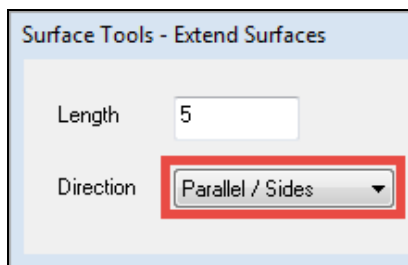 Surface Tools - Extend Surfaces
Length 5
Direction Parallel / Sides